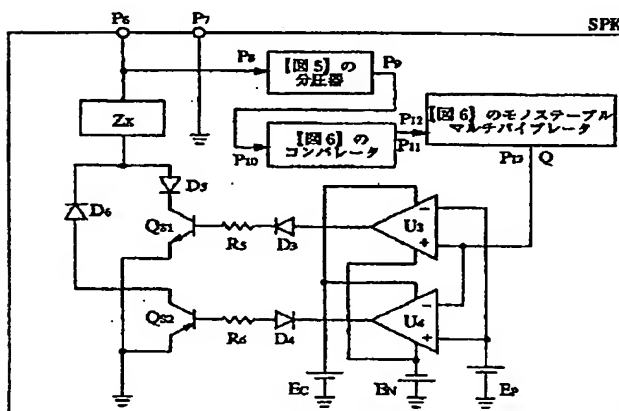 P6
P7
SPK
P8
【図5】の
分圧器
P9
Zx
P10
【図6】の
コンパレータ
P12
P11
【図6】のモノステーブル
マルチバイブレータ
P13
Q
D5
D6
QS1
R5
D3
U3
−
+
QS2
R6
D4
U4
−
+
EC
EN
EP